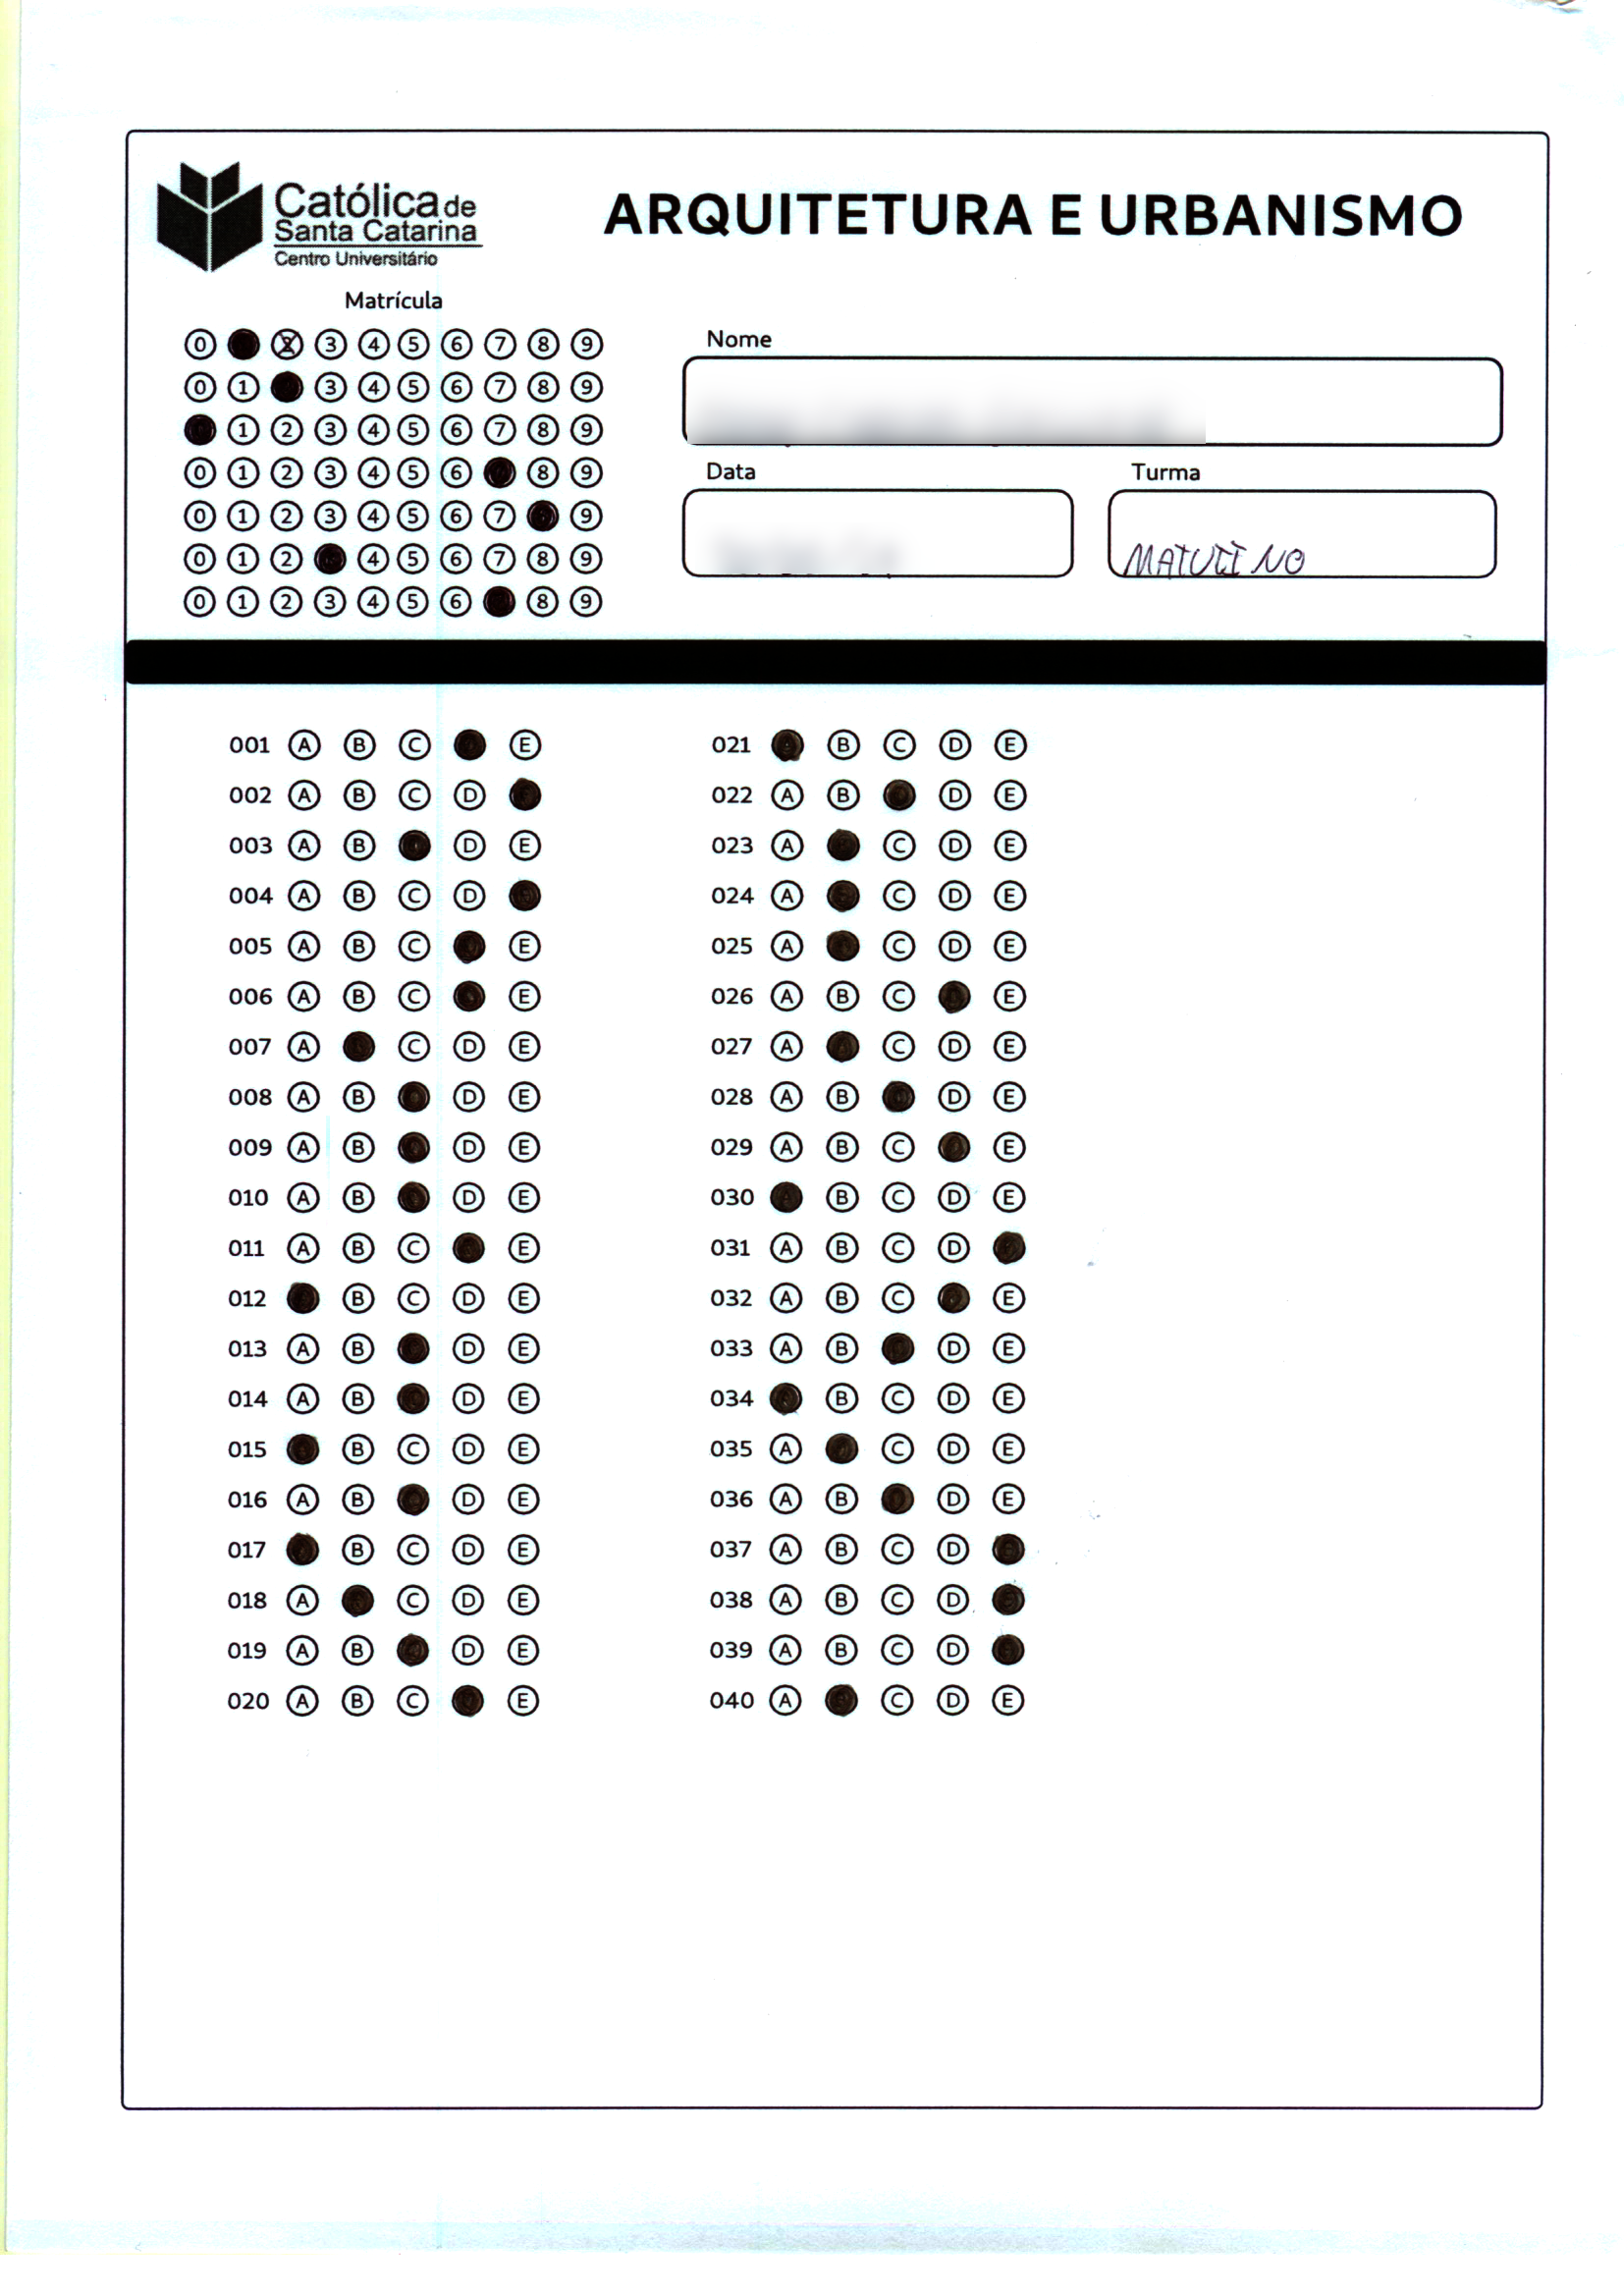 Católica de
Santa Catarina
Centro Universitário
ARQUITETURA E URBANISMO
Matrícula
0 2 3 4 5 6 7 8 9
0 1 3 4 5 6 7 8 9
1 2 3 4 5 6 7 8 9
0 1 2 3 4 5 6 8 9
0 1 2 3 4 5 6 7 9
0 1 2 4 5 6 7 8 9
0 1 2 3 4 5 6 8 9
Nome
Data
Turma
MATUTINO
001 A B C E
002 A B C D
003 A B D E
004 A B C D
005 A B C E
006 A B C E
007 A C D E
008 A B D E
009 A B D E
010 A B D E
011 A B C E
012 B C D E
013 A B D E
014 A B D E
015 B C D E
016 A B D E
017 B C D E
018 A C D E
019 A B D E
020 A B C E
021 B C D E
022 A B D E
023 A C D E
024 A C D E
025 A C D E
026 A B C E
027 A C D E
028 A B D E
029 A B C E
030 B C D E
031 A B C D
032 A B C E
033 A B D E
034 B C D E
035 A C D E
036 A B D E
037 A B C D
038 A B C D
039 A B C D
040 A C D E